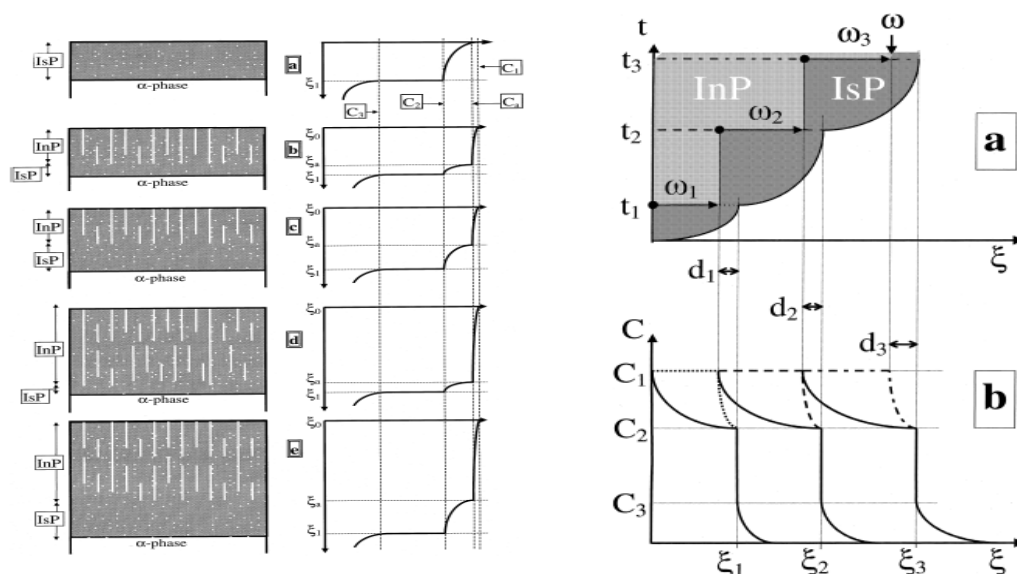 IsP
α-phase
a
ξ1
C1
C2
C3
Ca
InP
IsP
α-phase
b
ξ0
ξa
ξ1
InP
IsP
α-phase
c
ξ0
ξa
ξ1
InP
IsP
α-phase
d
ξ0
ξa
ξ1
InP
IsP
α-phase
e
ξ0
ξa
ξ1
t
ω3 ω
t3
InP IsP
ω2
t2
a
ω1
t1
ξ
d1
d2
C
d3
C1
b
C2
C3
ξ1 ξ2 ξ3 ξ